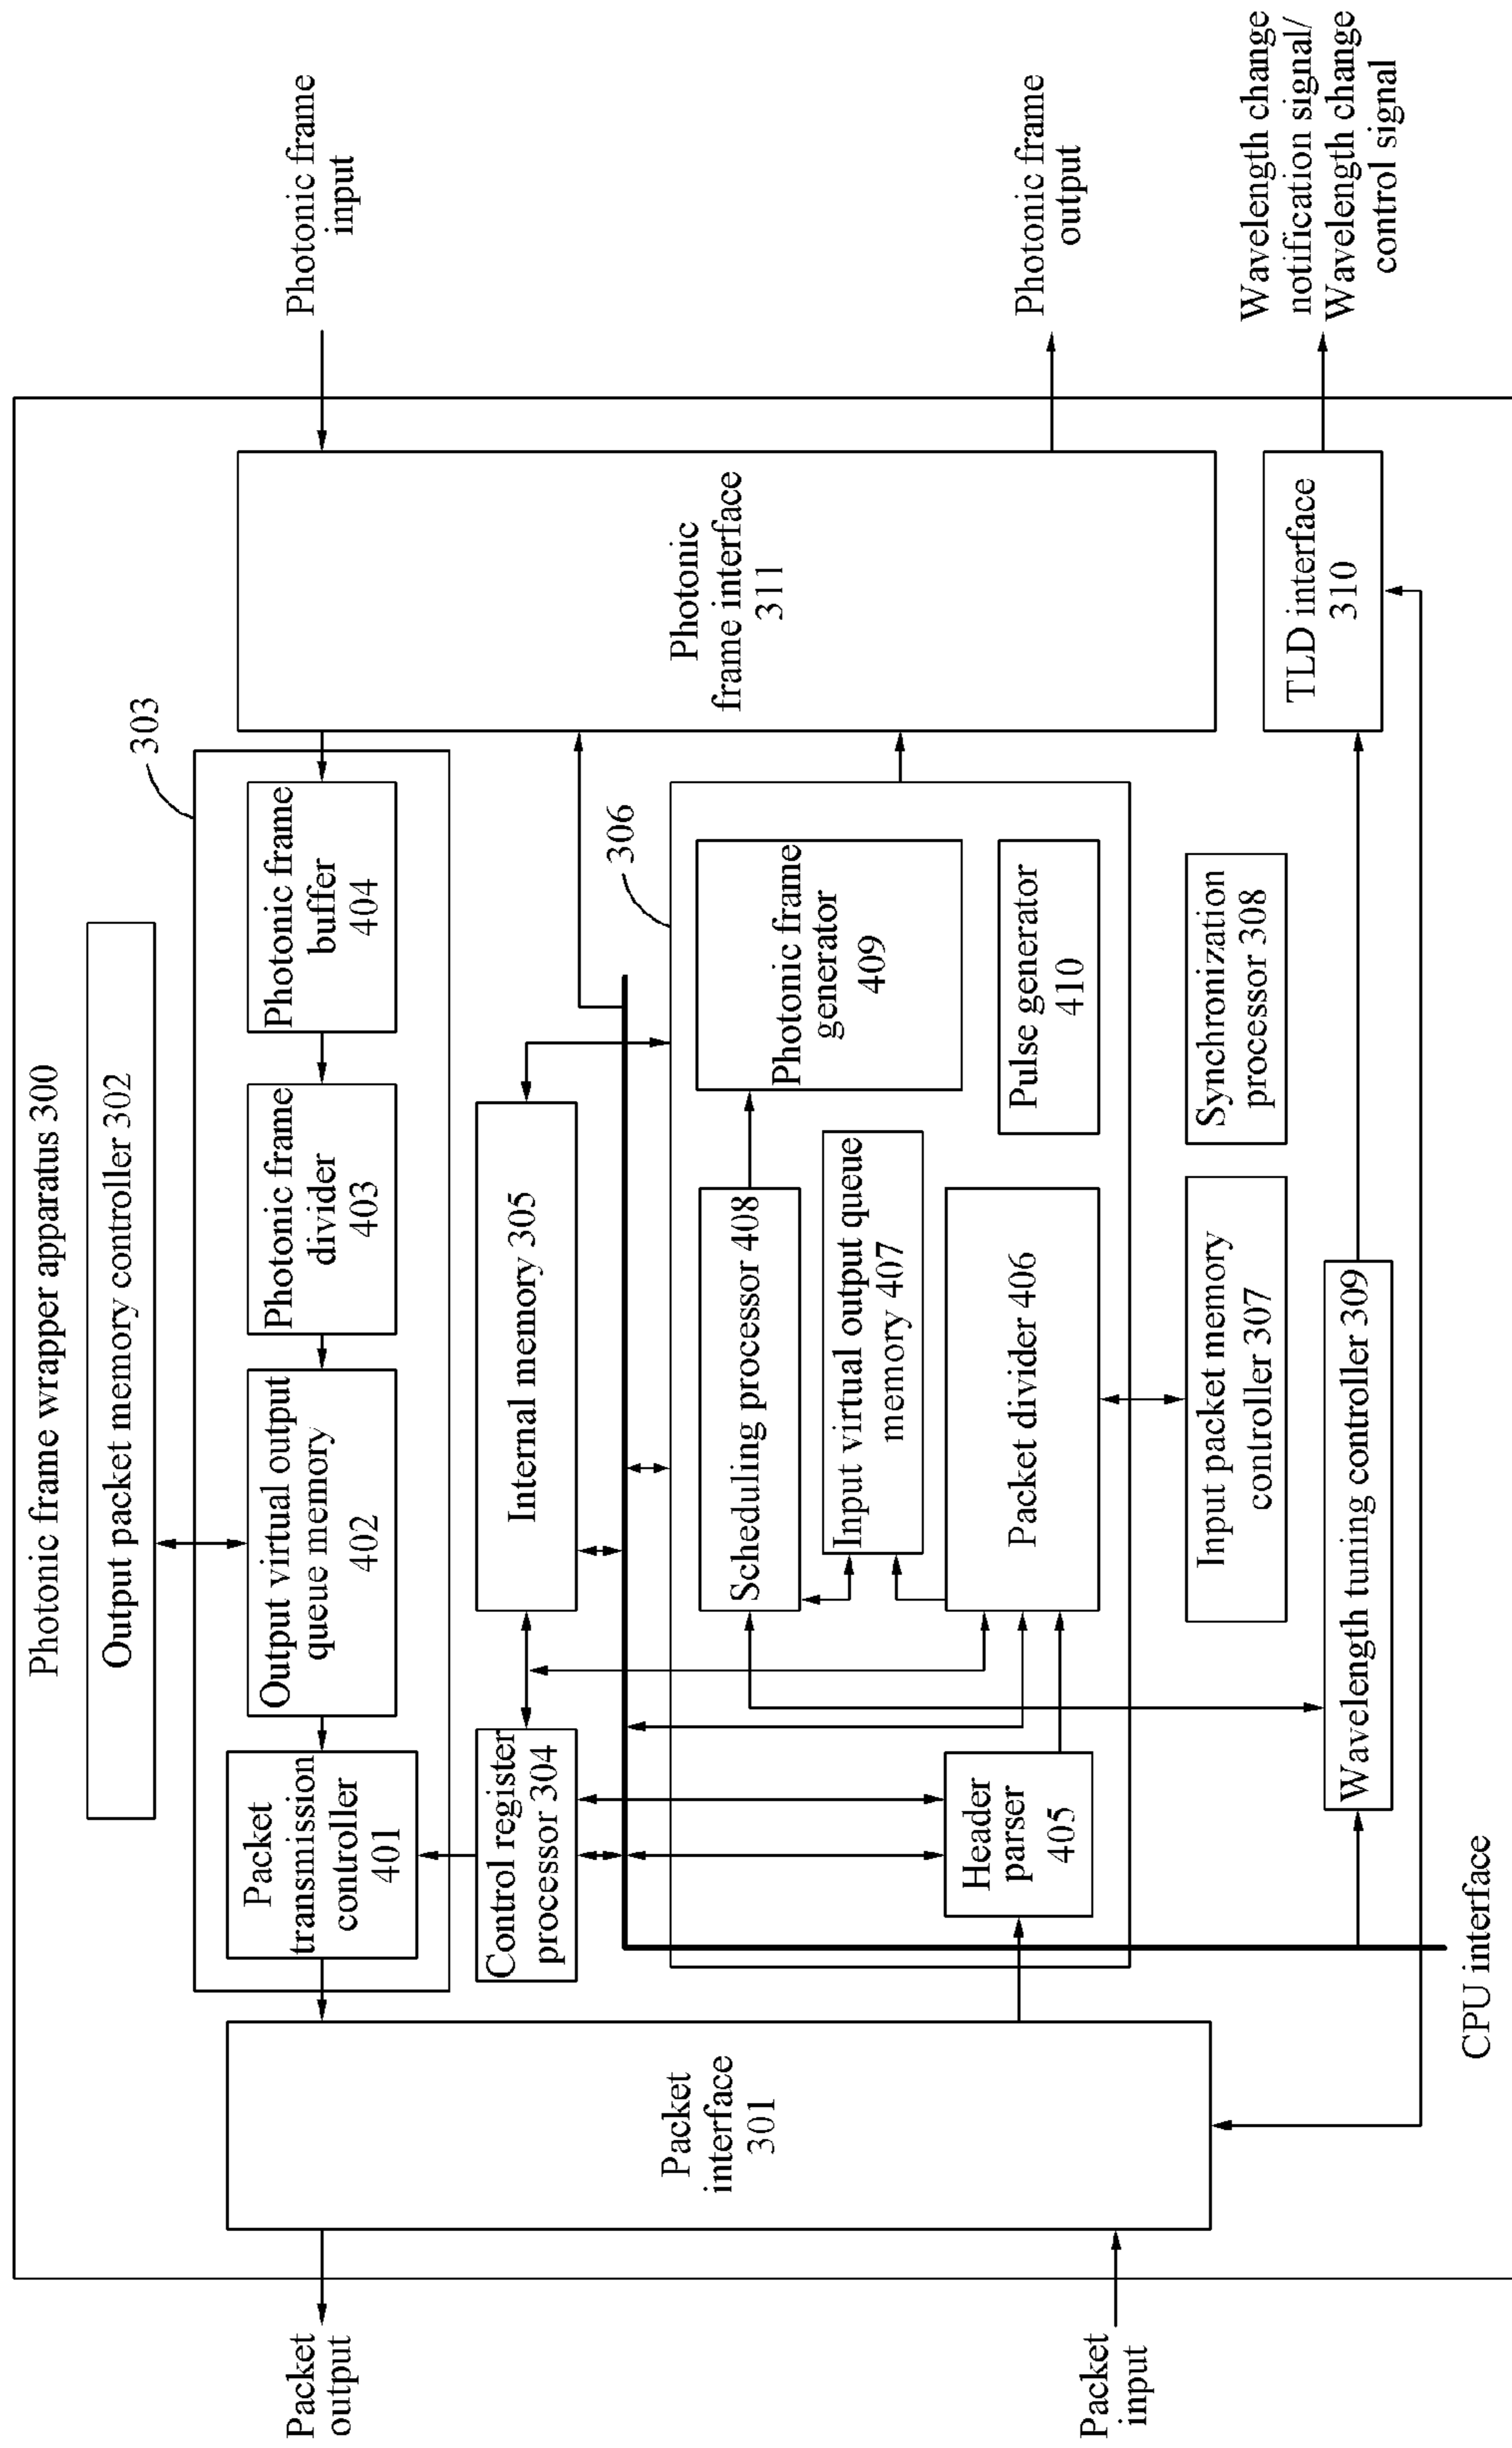 Photonic frame wrapper apparatus 300
Output packet memory controller 302
303
Packet
output
Packet
transmission
controller
401
Output virtual output
queue memory
402
Photonic frame
divider
403
Photonic frame
buffer
404
Photonic frame
input
Control register
processor 304
Internal memory 305
306
Packet
interface
301
Photonic
frame interface
311
Scheduling processor 408
Photonic frame
generator
409
Input virtual output queue
memory 407
Header
parser
405
Packet divider 406
Pulse generator
410
Photonic frame
output
Packet
input
Input packet memory
controller 307
Synchronization
processor 308
Wavelength tuning controller 309
TLD interface
310
Wavelength change
notification signal/
Wavelength change
control signal
CPU interface